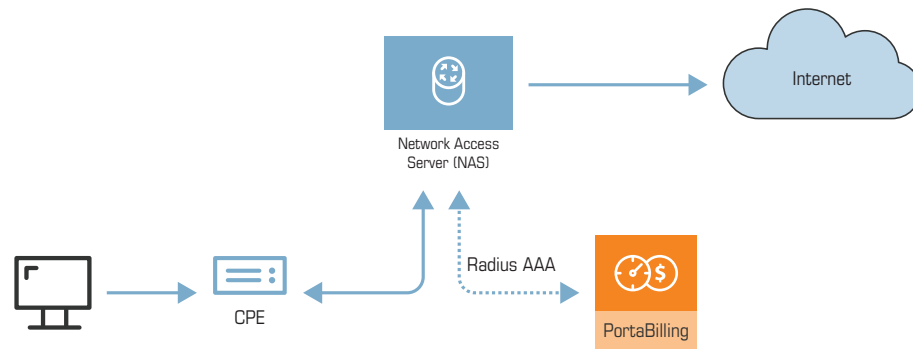 Internet
Network Access
Server (NAS)
Radius AAA
CPE
$
PortaBilling